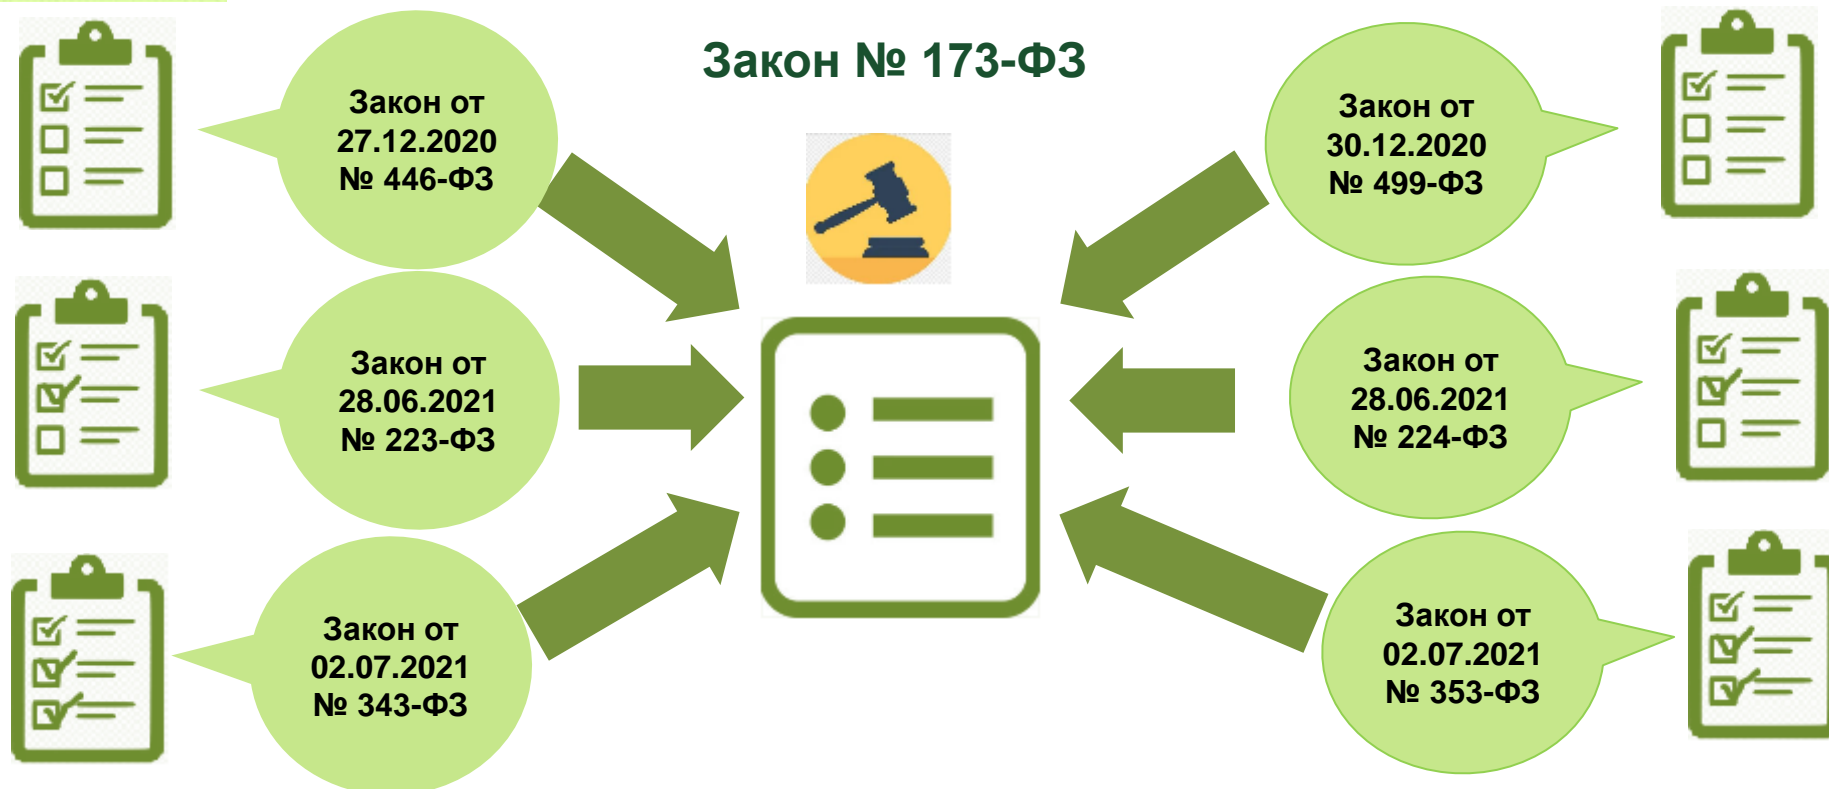 Закон № 173-ФЗ
Закон от
27.12.2020
№ 446-ФЗ
Закон от
30.12.2020
№ 499-ФЗ
Закон от
28.06.2021
№ 223-ФЗ
Закон от
28.06.2021
№ 224-ФЗ
Закон от
02.07.2021
№ 343-ФЗ
Закон от
02.07.2021
№ 353-ФЗ